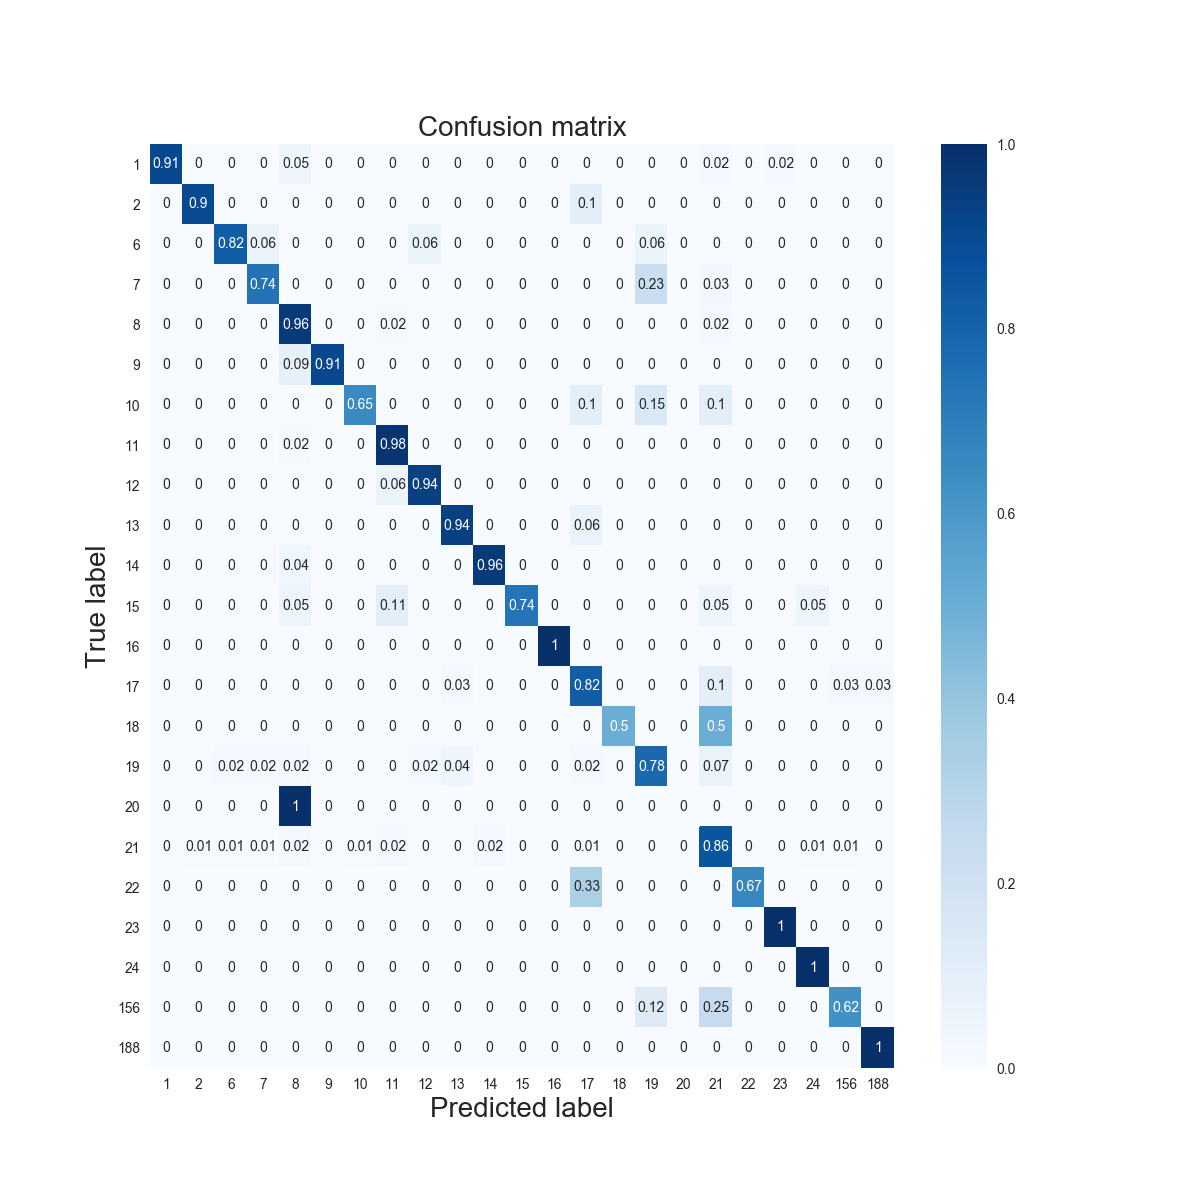 Confusion matrix
1 0.91 0 0 0 0.05 0 0 0 0 0 0 0 0 0 0 0 0 0.02 0 0.02 0 0 0 1.0
2 0 0.9 0 0 0 0 0 0 0 0 0 0 0 0.1 0 0 0 0 0 0 0 0 0
6 0 0 0.82 0.06 0 0 0 0 0.06 0 0 0 0 0 0 0.06 0 0 0 0 0 0 0
7 0 0 0 0.74 0 0 0 0 0 0 0 0 0 0 0 0.23 0 0.03 0 0 0 0 0
8 0 0 0 0 0.96 0 0 0.02 0 0 0 0 0 0 0 0 0 0.02 0 0 0 0 0 0.8
9 0 0 0 0 0.09 0.91 0 0 0 0 0 0 0 0 0 0 0 0 0 0 0 0 0
10 0 0 0 0 0 0 0.65 0 0 0 0 0 0 0.1 0 0.15 0 0.1 0 0 0 0 0
11 0 0 0 0 0.02 0 0 0.98 0 0 0 0 0 0 0 0 0 0 0 0 0 0 0
12 0 0 0 0 0 0 0 0.06 0.94 0 0 0 0 0 0 0 0 0 0 0 0 0 0
13 0 0 0 0 0 0 0 0 0 0.94 0 0 0 0.06 0 0 0 0 0 0 0 0 0 0.6
14 0 0 0 0 0.04 0 0 0 0 0 0.96 0 0 0 0 0 0 0 0 0 0 0 0
True label
15 0 0 0 0 0.05 0 0 0.11 0 0 0 0.74 0 0 0 0 0 0.05 0 0 0.05 0 0
16 0 0 0 0 0 0 0 0 0 0 0 0 1 0 0 0 0 0 0 0 0 0 0
17 0 0 0 0 0 0 0 0 0 0.03 0 0 0 0.82 0 0 0 0.1 0 0 0 0.03 0.03 0.4
18 0 0 0 0 0 0 0 0 0 0 0 0 0 0 0.5 0 0 0.5 0 0 0 0 0
19 0 0 0.02 0.02 0.02 0 0 0 0.02 0.04 0 0 0 0.02 0 0.78 0 0.07 0 0 0 0 0
20 0 0 0 0 1 0 0 0 0 0 0 0 0 0 0 0 0 0 0 0 0 0 0
21 0 0.01 0.01 0.01 0.02 0 0.01 0.02 0 0 0.02 0 0 0.01 0 0 0 0.86 0 0 0.01 0.01 0
22 0 0 0 0 0 0 0 0 0 0 0 0 0 0.33 0 0 0 0 0.67 0 0 0 0 0.2
23 0 0 0 0 0 0 0 0 0 0 0 0 0 0 0 0 0 0 0 1 0 0 0
24 0 0 0 0 0 0 0 0 0 0 0 0 0 0 0 0 0 0 0 0 1 0 0
156 0 0 0 0 0 0 0 0 0 0 0 0 0 0 0 0.12 0 0.25 0 0 0 0.62 0
188 0 0 0 0 0 0 0 0 0 0 0 0 0 0 0 0 0 0 0 0 0 0 1 0.0
1 2 6 7 8 9 10 11 12 13 14 15 16 17 18 19 20 21 22 23 24 156 188
Predicted label